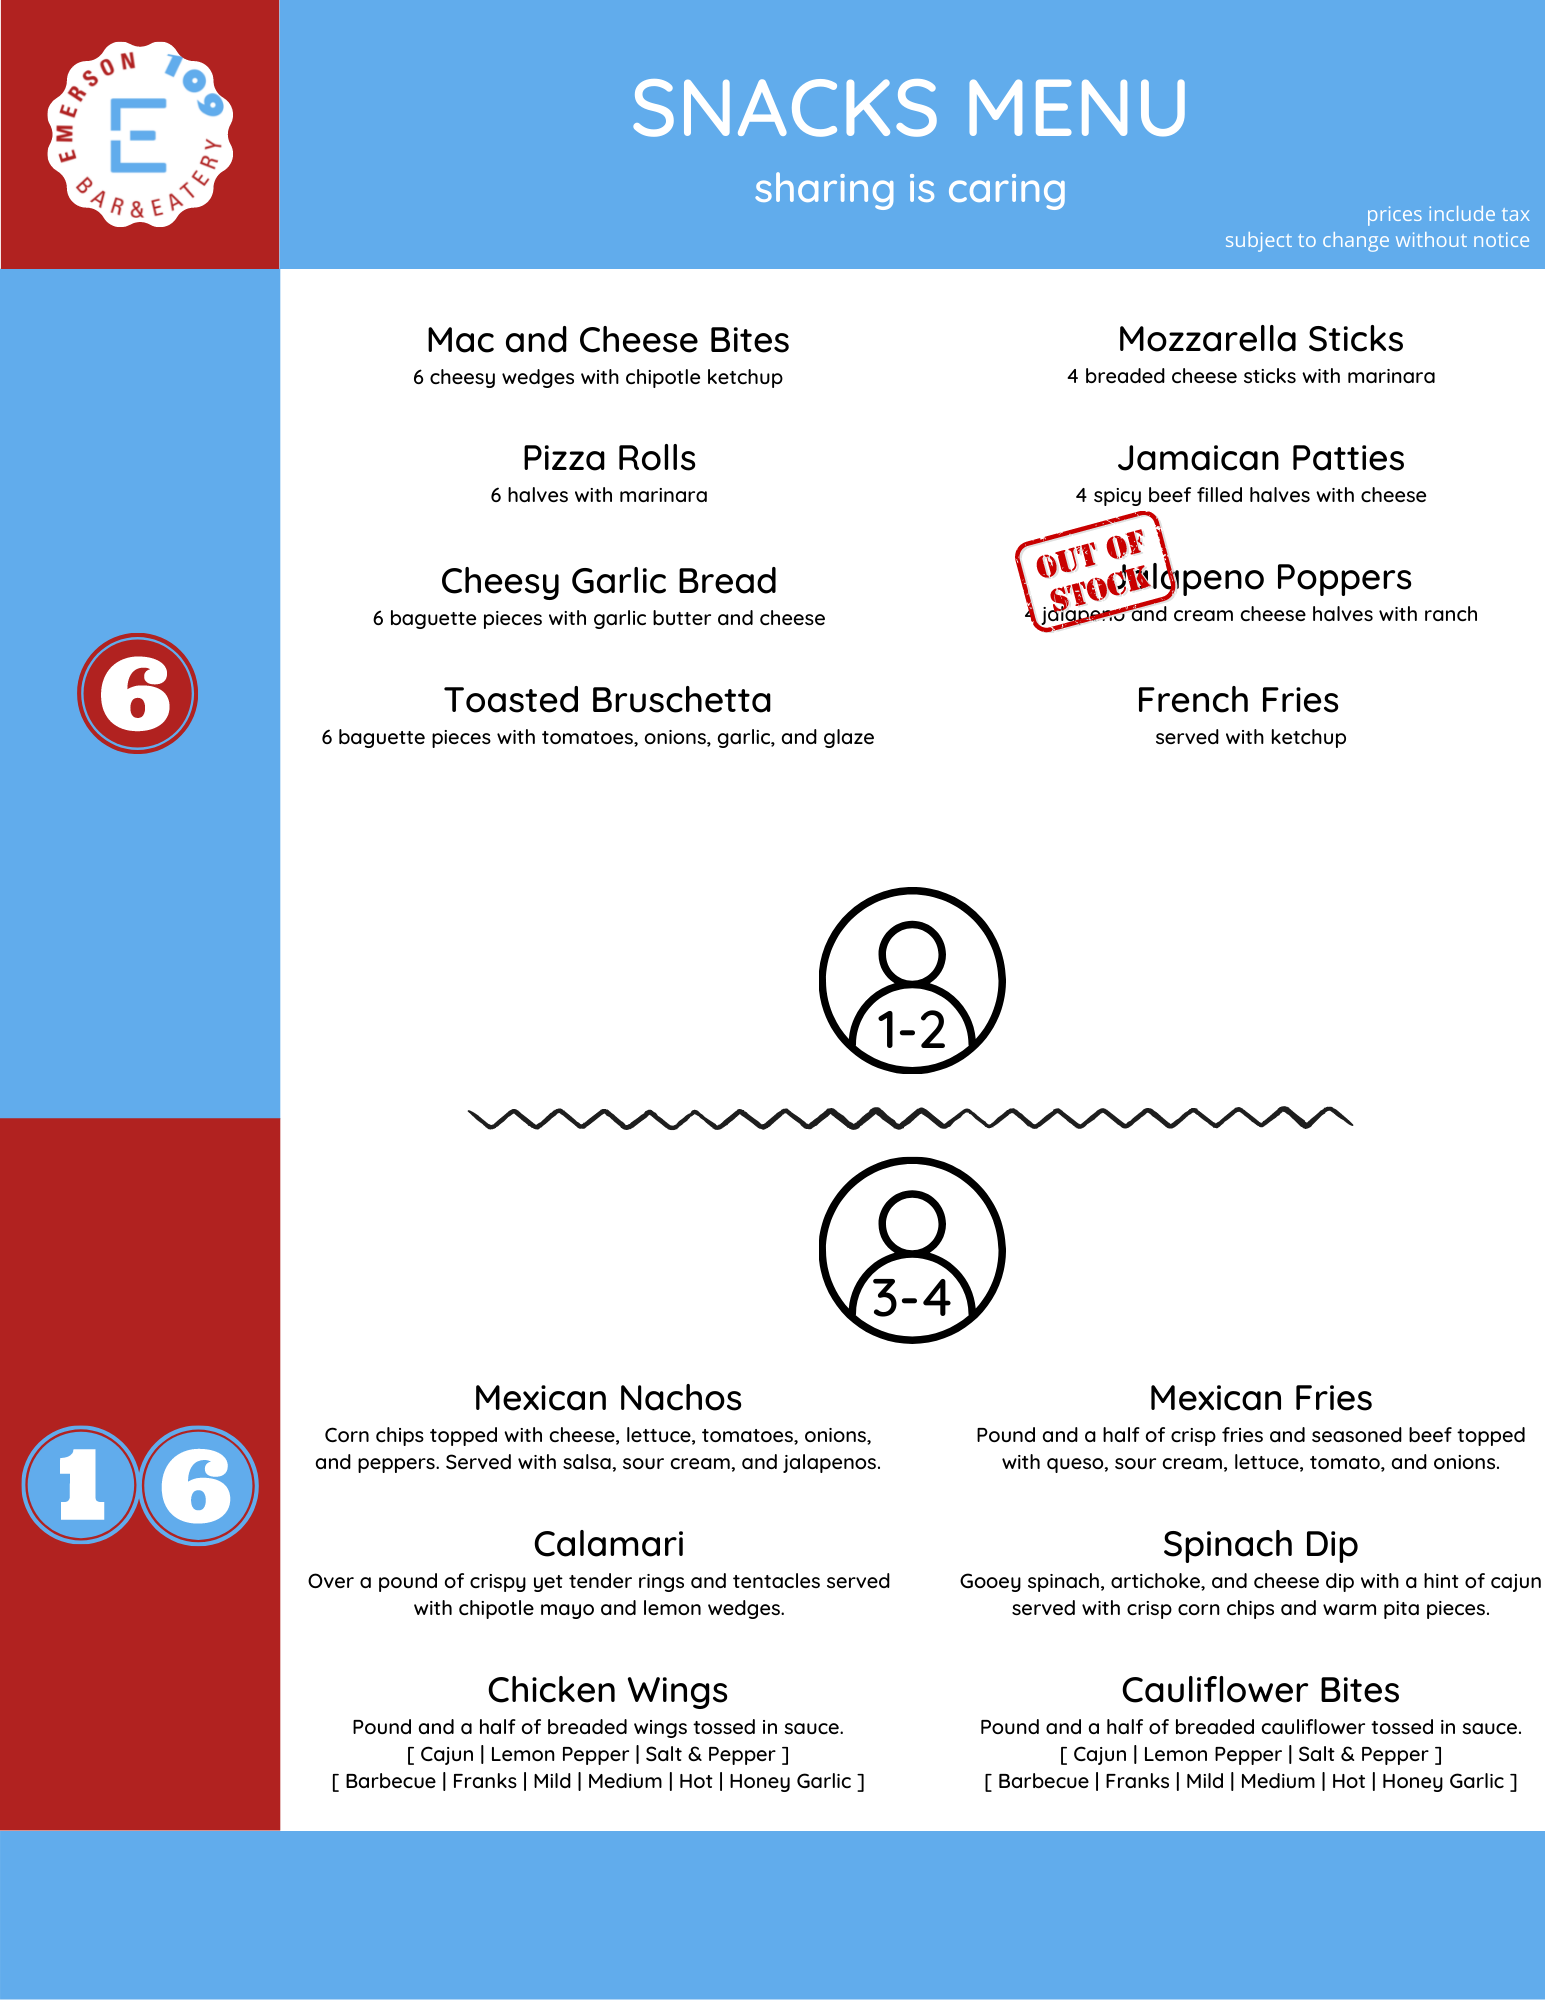 EMERSON 109
E
BAR & EATERY
SNACKS MENU
sharing is caring
prices include tax
subject to change without notice
Mac and Cheese Bites
6 cheesy wedges with chipotle ketchup
Mozzarella Sticks
4 breaded cheese sticks with marinara
Pizza Rolls
6 halves with marinara
Jamaican Patties
4 spicy beef filled halves with cheese
OUT OF
STOCK
Cheesy Garlic Bread
6 baguette pieces with garlic butter and cheese
Jalapeno Poppers
4 jalapeno and cream cheese halves with ranch
6
Toasted Bruschetta
6 baguette pieces with tomatoes, onions, garlic, and glaze
French Fries
served with ketchup
1-2
3-4
16
Mexican Nachos
Corn chips topped with cheese, lettuce, tomatoes, onions,
and peppers. Served with salsa, sour cream, and jalapenos.
Mexican Fries
Pound and a half of crisp fries and seasoned beef topped
with queso, sour cream, lettuce, tomato, and onions.
Calamari
Over a pound of crispy yet tender rings and tentacles served
with chipotle mayo and lemon wedges.
Spinach Dip
Gooey spinach, artichoke, and cheese dip with a hint of cajun
served with crisp corn chips and warm pita pieces.
Chicken Wings
Pound and a half of breaded wings tossed in sauce.
[ Cajun | Lemon Pepper | Salt & Pepper ]
[ Barbecue | Franks | Mild | Medium | Hot | Honey Garlic ]
Cauliflower Bites
Pound and a half of breaded cauliflower tossed in sauce.
[ Cajun | Lemon Pepper | Salt & Pepper ]
[ Barbecue | Franks | Mild | Medium | Hot | Honey Garlic ]